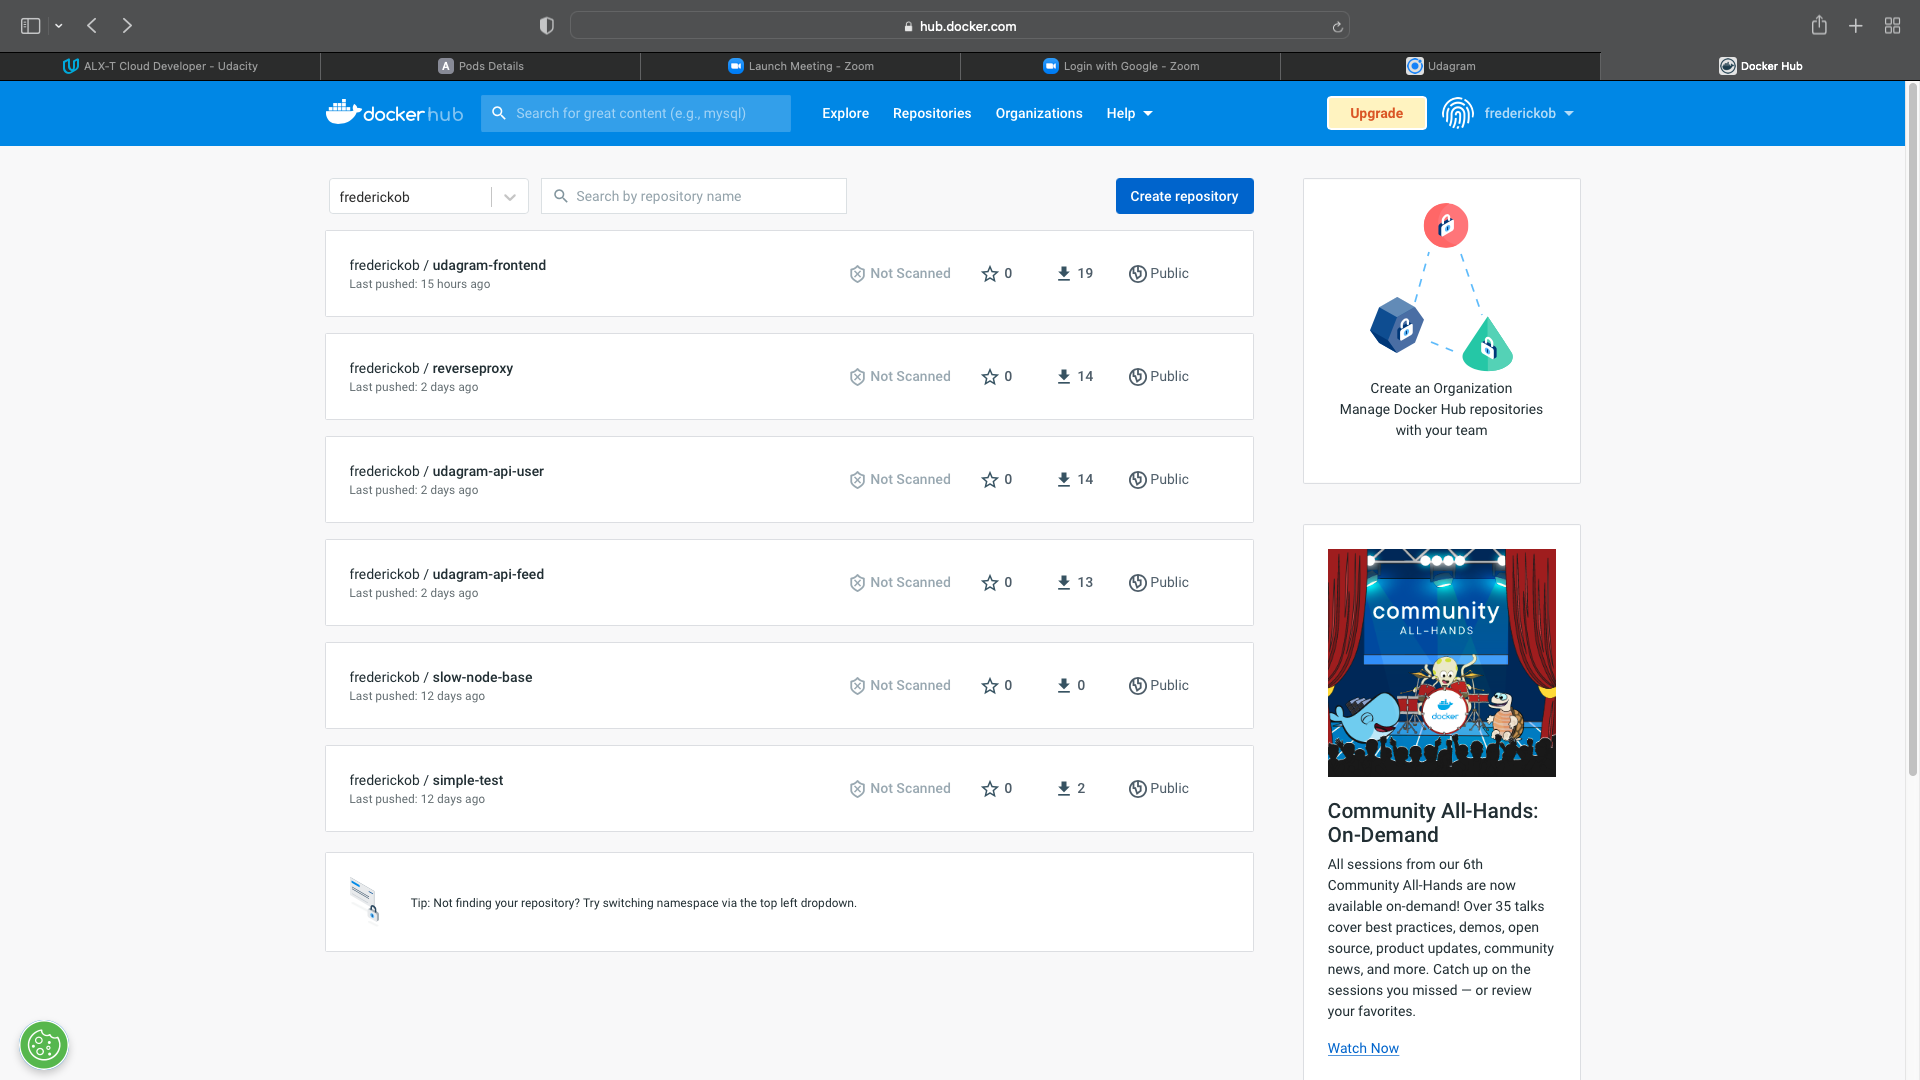 hub.docker.com
ALX-T Cloud Developer - Udacity
A Pods Details
Launch Meeting - Zoom
Login with Google - Zoom
Udagram
Docker Hub
docker hub
Search for great content (e.g., mysql)
Explore
Repositories
Organizations
Help
Upgrade
frederickob
frederickob
Search by repository name
Create repository
frederickob / udagram-frontend
Last pushed: 15 hours ago
Not Scanned
0
19
Public
frederickob / reverseproxy
Last pushed: 2 days ago
Not Scanned
0
14
Public
frederickob / udagram-api-user
Last pushed: 2 days ago
Not Scanned
0
14
Public
frederickob / udagram-api-feed
Last pushed: 2 days ago
Not Scanned
0
13
Public
frederickob / slow-node-base
Last pushed: 12 days ago
Not Scanned
0
0
Public
frederickob / simple-test
Last pushed: 12 days ago
Not Scanned
0
2
Public
Tip: Not finding your repository? Try switching namespace via the top left dropdown.
Create an Organization
Manage Docker Hub repositories
with your team
community
ALL-HANDS
docker
Community All-Hands:
On-Demand
All sessions from our 6th
Community All-Hands are now
available on-demand! Over 35 talks
cover best practices, demos, open
source, product updates, community
news, and more. Catch up on the
sessions you missed — or review
your favorites.
Watch Now